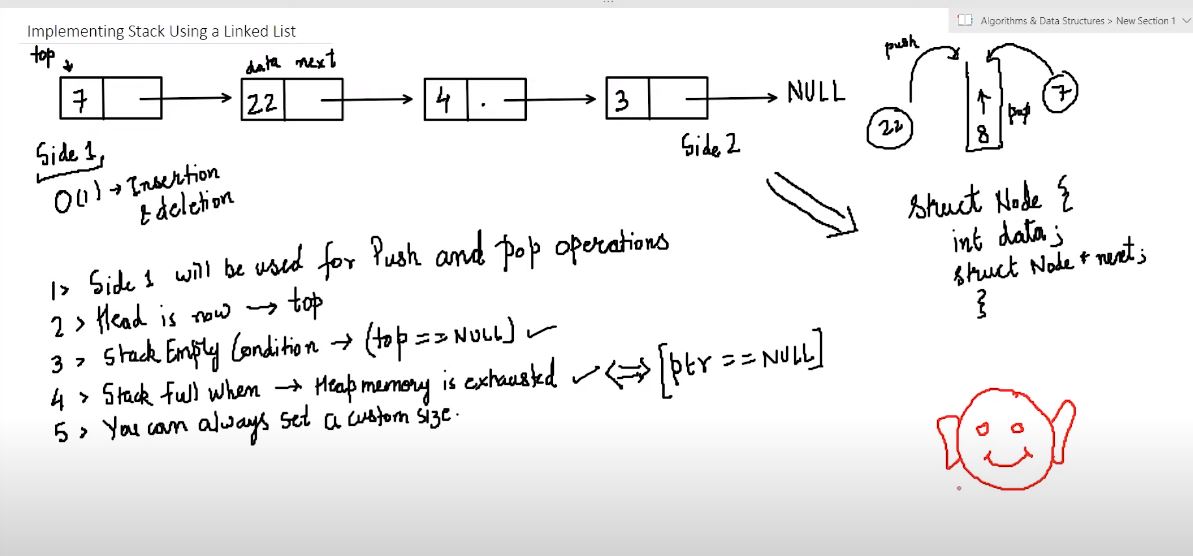 Algorithms & Data Structures > New Section 1
Implementing Stack Using a Linked List
top
data next
push
7
22
4 .
3
NULL
22
8
pop
7
Side 1,
Side 2
O(1) → Insertion
& deletion
struct Node {
int data;
struct Node * next;
}
1> Side 1 will be used for Push and pop operations
2> Head is now → top
3> Stack Empty Condition → (top == NULL) ✓
4> Stack full when → Heap memory is exhausted ✓ ⟺ [ptr == NULL]
5> You can always set a custom size.